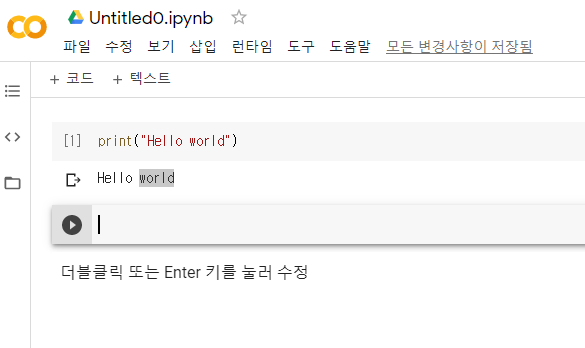 Untitled0.ipynb
파일 수정 보기 삽입 런타임 도구 도움말 모든 변경사항이 저장됨
+ 코드 + 텍스트
[1] print("Hello world")
Hello world
더블클릭 또는 Enter 키를 눌러 수정